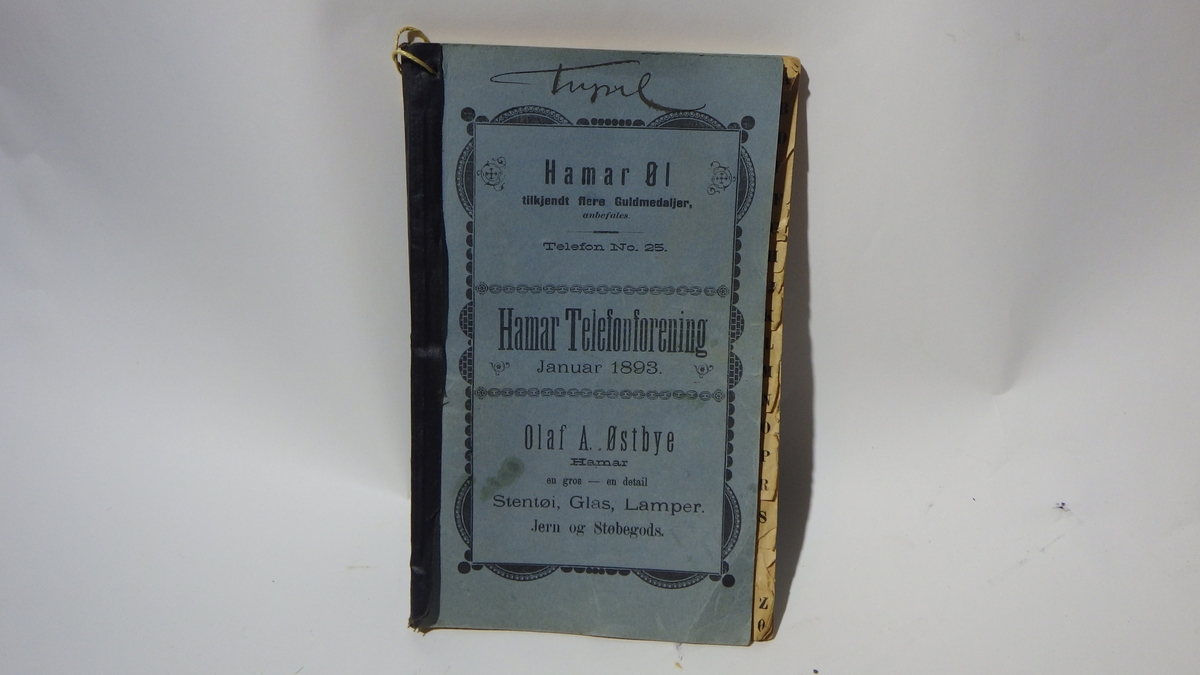 Hamar Øl
tilkjendt flere Guldmedaljer,
anbefales.
Telefon No. 25.
Hamar Telefonforening
Januar 1893.
Olaf A. Østbye
Hamar
en gros — en detail
Stentøi, Glas, Lamper.
Jern og Støbegods.
N
O
P
R
S
Z
Ø